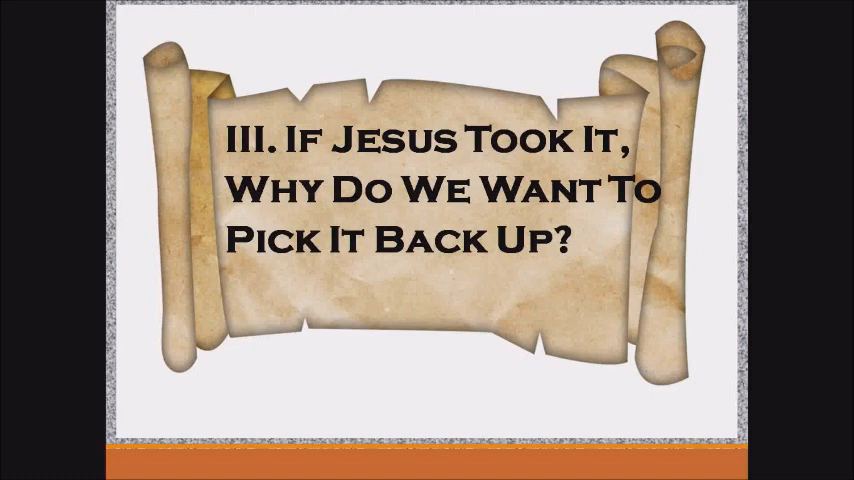 III. If Jesus Took It,
Why Do We Want To
Pick It Back Up?